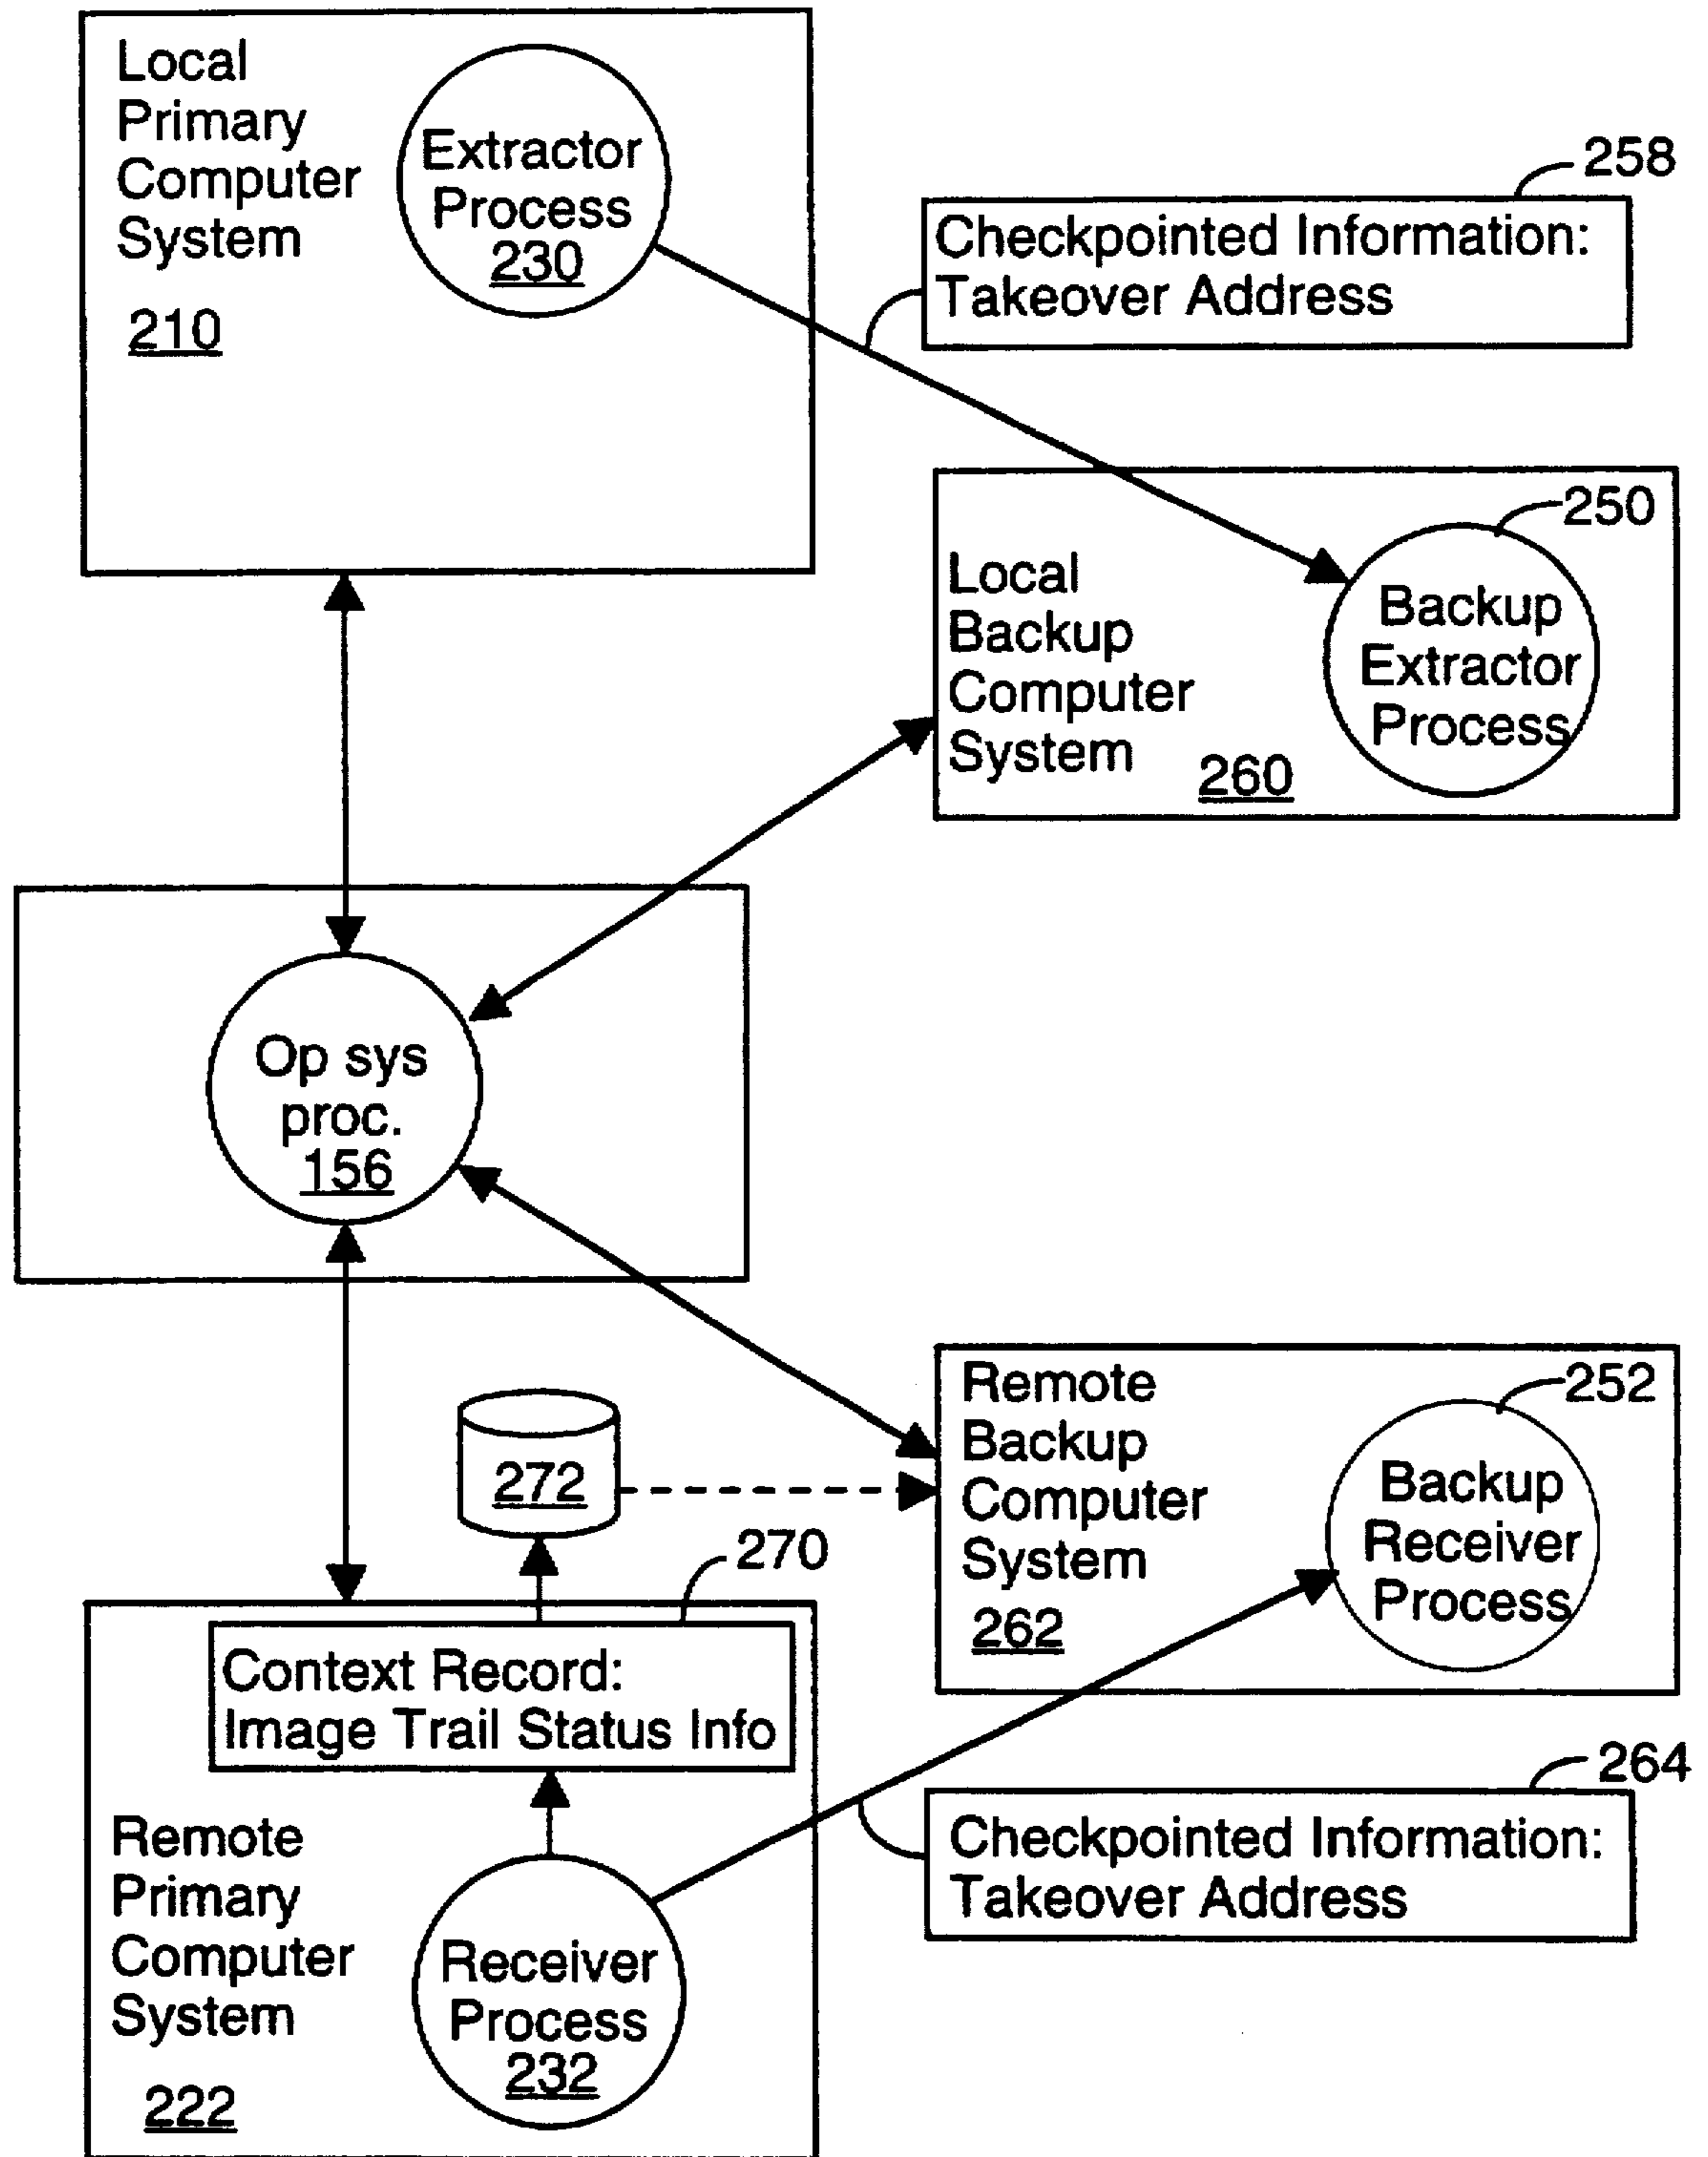 Local
Primary
Computer
System
210
Extractor
Process
230
258
Checkpointed Information:
Takeover Address
250
Local
Backup
Computer
System
260
Backup
Extractor
Process
Op sys
proc.
156
272
270
Remote
Backup
Computer
System
262
252
Backup
Receiver
Process
Context Record:
Image Trail Status Info
264
Checkpointed Information:
Takeover Address
Remote
Primary
Computer
System
222
Receiver
Process
232